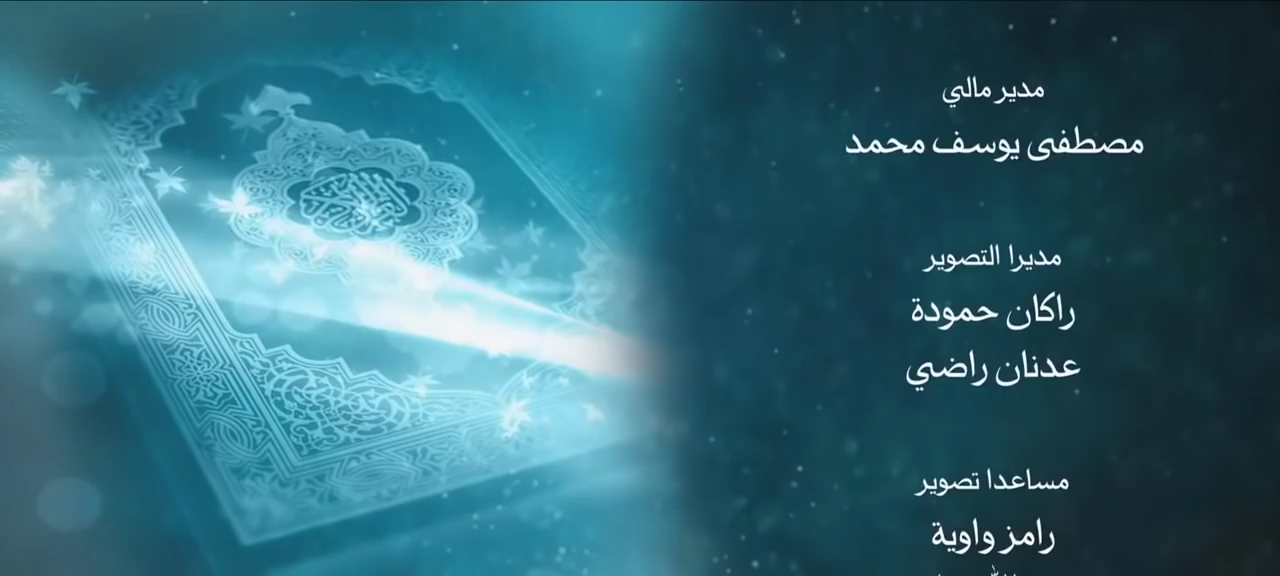 مدير مالي
مصطفى يوسف محمد
مديرا التصوير
راكان حمودة
عدنان راضي
مساعدا تصوير
رامز واوية